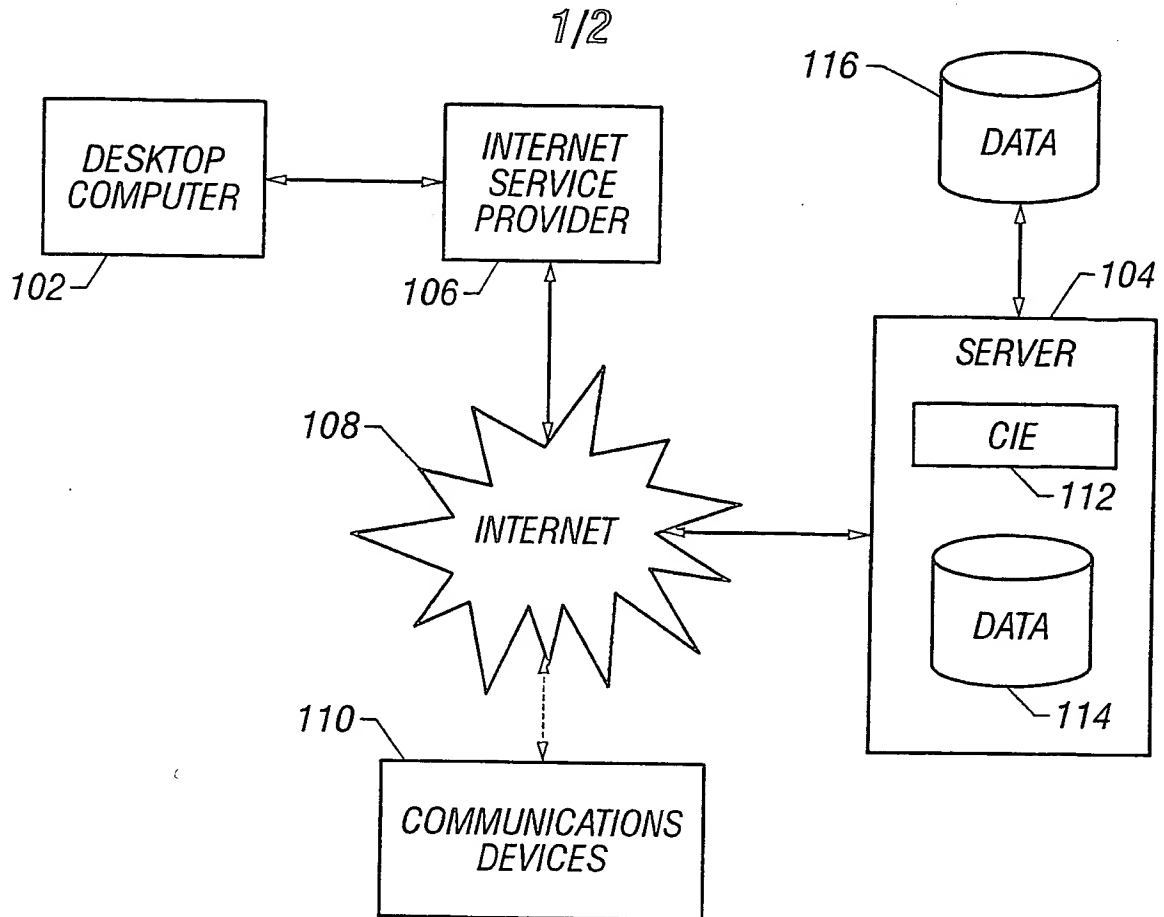 1/2
116
DATA
DESKTOP
COMPUTER
INTERNET
SERVICE
PROVIDER
102
106
104
SERVER
CIE
112
108
INTERNET
DATA
114
110
COMMUNICATIONS
DEVICES